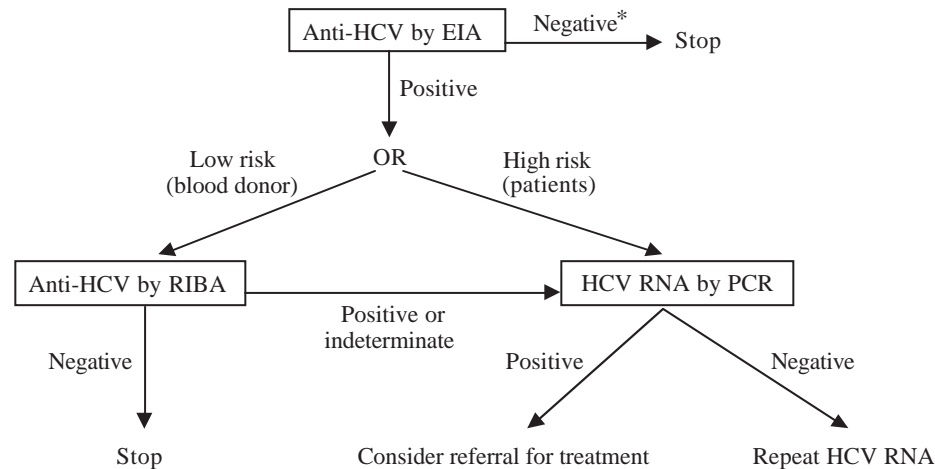 Anti-HCV by EIA
Negative*
Stop
Positive
OR
Low risk
(blood donor)
High risk
(patients)
Anti-HCV by RIBA
HCV RNA by PCR
Positive or
indeterminate
Negative
Positive
Negative
Stop
Consider referral for treatment
Repeat HCV RNA